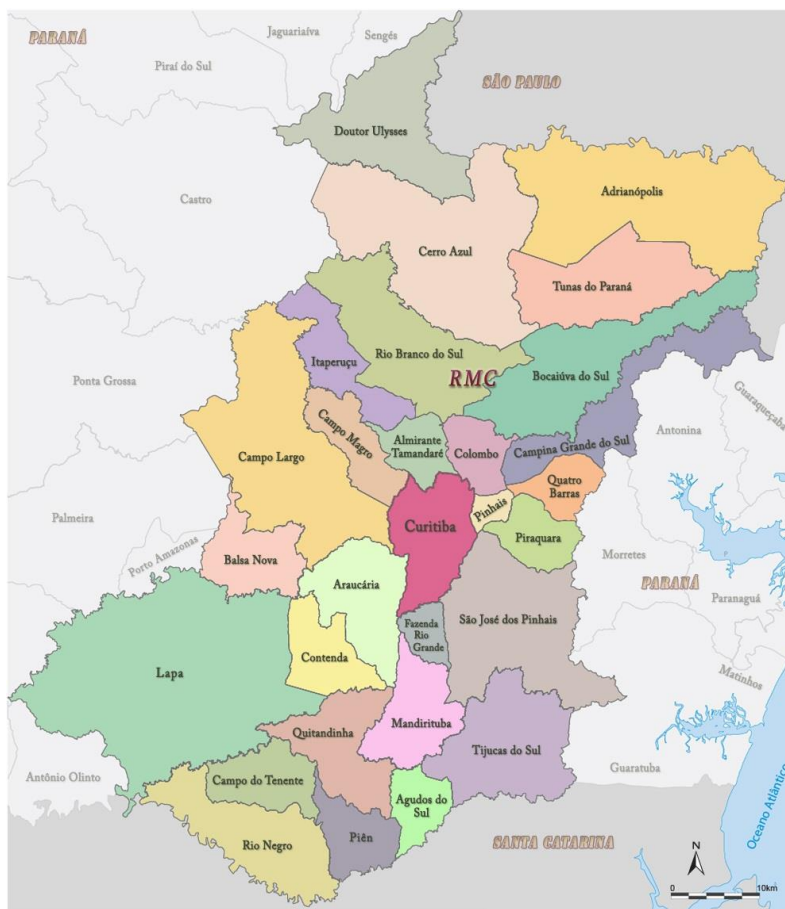 Jaguariaíva
Sengés
PARANÁ
Piraí do Sul
SÃO PAULO
Doutor Ulysses
Adrianópolis
Castro
Cerro Azul
Tunas do Paraná
Rio Branco do Sul
Itaperuçu
RMC
Bocaiúva do Sul
Ponta Grossa
Guaraqueçaba
Antonina
Campo Magro
Almirante
Tamandaré
Colombo
Campina Grande do Sul
Campo Largo
Quatro
Barras
Pinhais
Curitiba
Palmeira
Piraquara
Porto Amazonas
Balsa Nova
Morretes
Araucária
PARANÁ
Paranaguá
São José dos Pinhais
Fazenda
Rio
Grande
Contenda
Lapa
Matinhos
Mandirituba
Quitandinha
Tijucas do Sul
Guaratuba
Antônio Olinto
Campo do Tenente
Agudos do
Sul
Oceano Atlântico
Piên
Rio Negro
SANTA CATARINA
N
0 10km